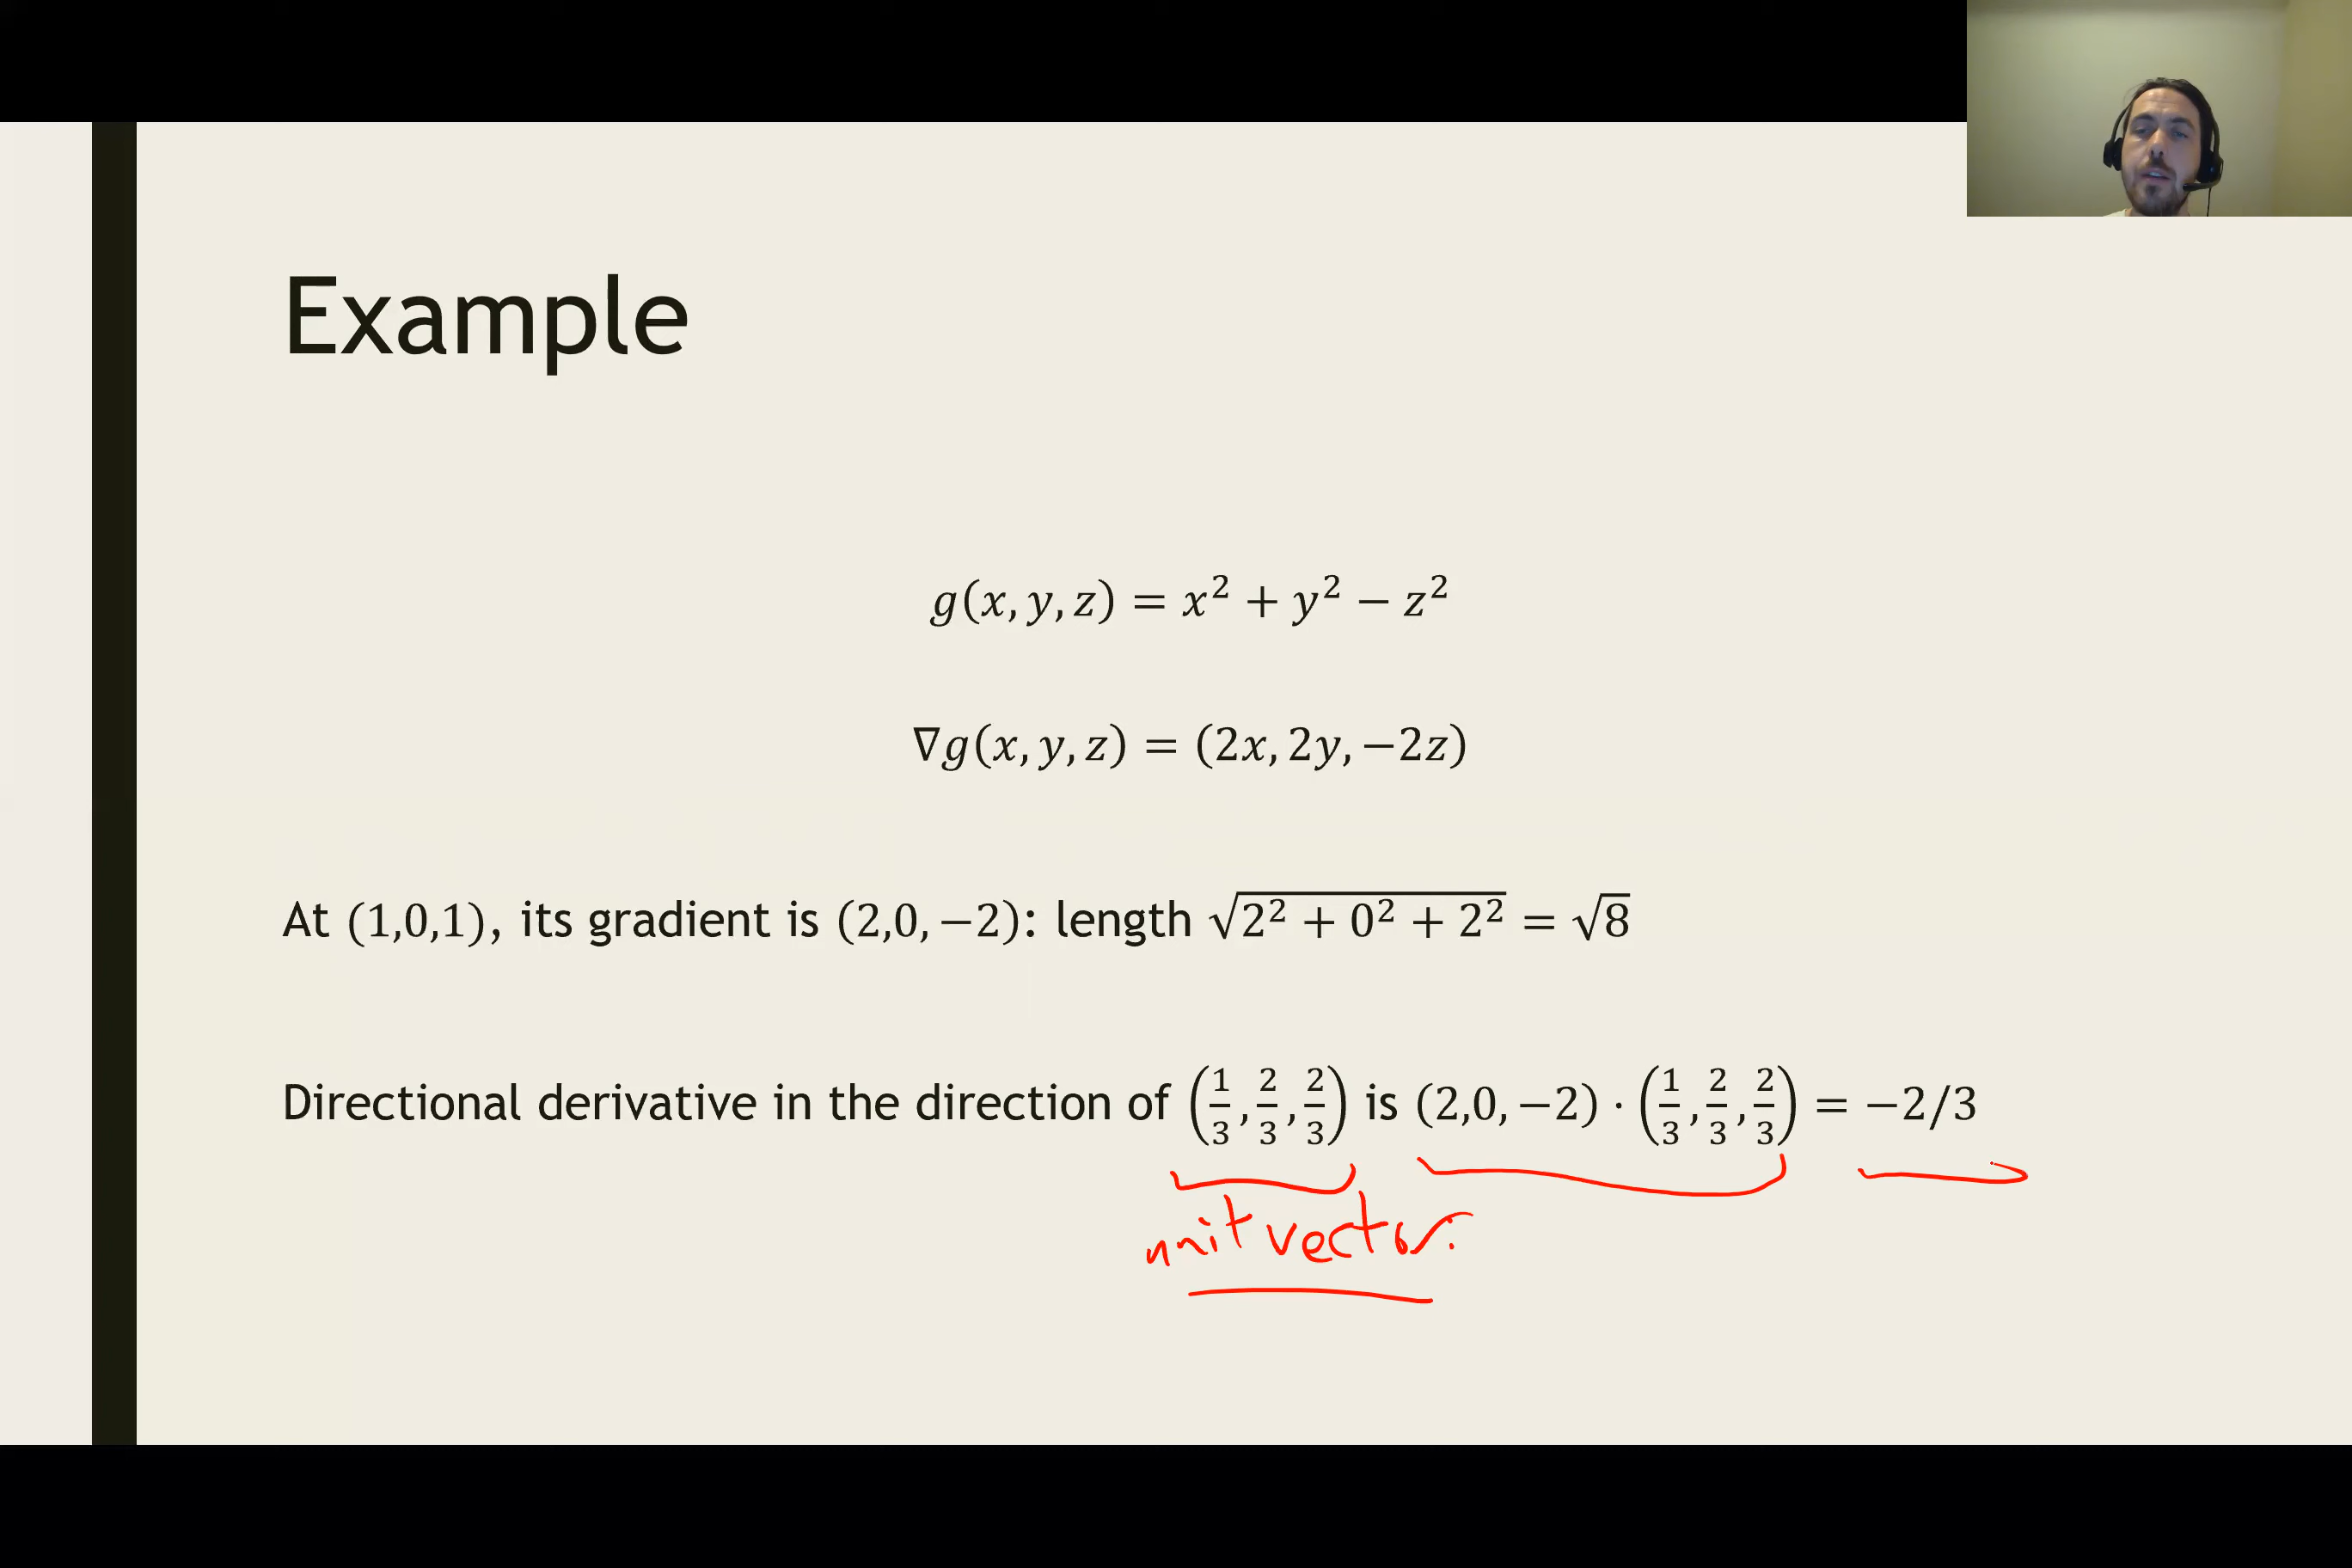 Example
g(x, y, z) = x² + y² − z²
∇g(x, y, z) = (2x, 2y, −2z)
At (1,0,1), its gradient is (2,0, −2): length √(2² + 0² + 2²) = √8
Directional derivative in the direction of (1/3, 2/3, 2/3) is (2,0, −2) · (1/3, 2/3, 2/3) = −2/3
unit vector.